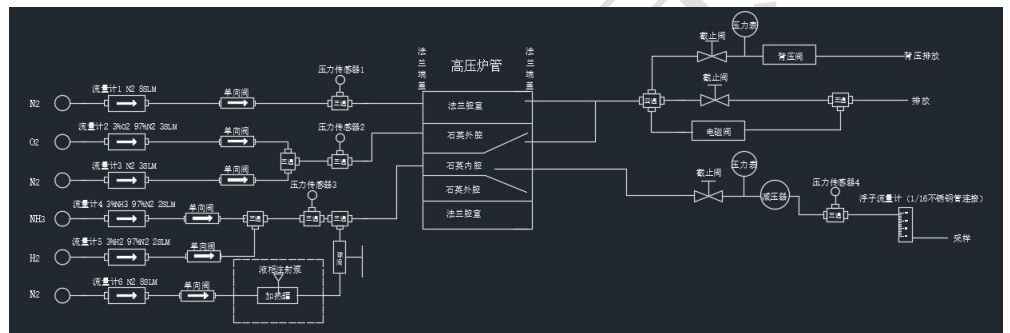 压力表
截止阀
背压阀
背压排放
法兰端盖
高压炉管
法兰端盖
压力传感器1
流量计1 N2 8SLM
单向阀
N2
三通
法兰腔室
截止阀
四通
三通
排放
流量计2 3%O2 97%N2 3SLM
单向阀
压力传感器2
O2
石英外腔
电磁阀
三通
三通
流量计3 N2 3SLM
单向阀
N2
石英内腔
截止阀
压力表
减压器
压力传感器4
浮子流量计（1/16不锈钢管连接）
压力传感器3
石英外腔
流量计4 3%NH3 97%N2 2SLM
单向阀
NH3
三通
三通
三通
法兰腔室
三通
采样
流量计5 3%H2 97%N2 2SLM
单向阀
H2
球阀
液相注射泵
流量计6 N2 8SLM
单向阀
N2
加热罐